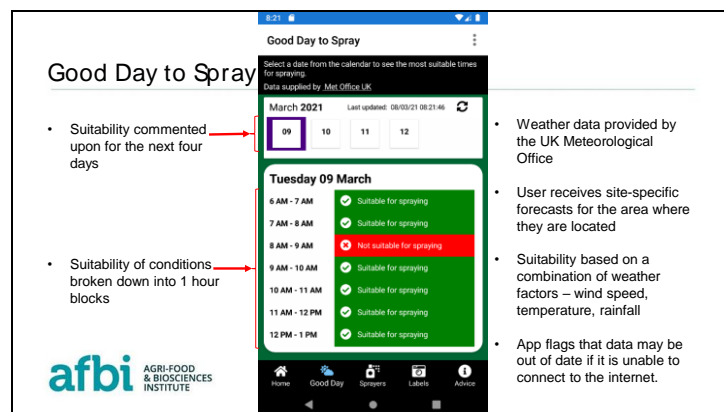 Good Day to Spray
• Suitability commented
upon for the next four
days
• Suitability of conditions
broken down into 1 hour
blocks
afbi AGRI-FOOD
& BIOSCIENCES
INSTITUTE
8:21
Good Day to Spray
Select a date from the calendar to see the most suitable times
for spraying.
Data supplied by Met Office UK
March 2021 Last updated: 08/03/21 08:21:46
09 10 11 12
Tuesday 09 March
6 AM - 7 AM Suitable for spraying
7 AM - 8 AM Suitable for spraying
8 AM - 9 AM Not suitable for spraying
9 AM - 10 AM Suitable for spraying
10 AM - 11 AM Suitable for spraying
11 AM - 12 PM Suitable for spraying
12 PM - 1 PM Suitable for spraying
Home Good Day Sprayers Labels Advice
• Weather data provided by
the UK Meteorological
Office
• User receives site-specific
forecasts for the area where
they are located
• Suitability based on a
combination of weather
factors – wind speed,
temperature, rainfall
• App flags that data may be
out of date if it is unable to
connect to the internet.